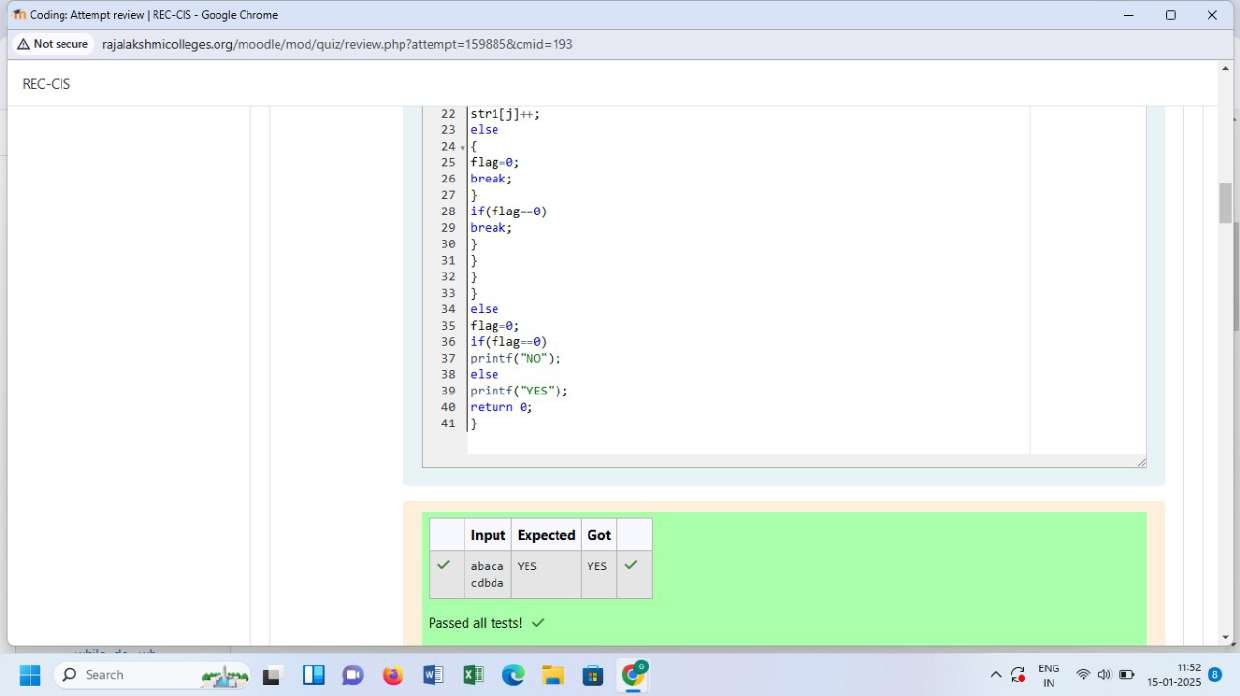 Coding: Attempt review | REC-CIS - Google Chrome
Not secure rajalakshmicolleges.org/moodle/mod/quiz/review.php?attempt=159885&cmid=193
REC-CIS
22 str1[j]++;
23 else
24 {
25 flag=0;
26 break;
27 }
28 if(flag==0)
29 break;
30 }
31 }
32 }
33 }
34 else
35 flag=0;
36 if(flag==0)
37 printf("NO");
38 else
39 printf("YES");
40 return 0;
41 }
Input Expected Got
abaca YES YES
cdbda
Passed all tests!
Search
ENG
IN
11:52
15-01-2025
8